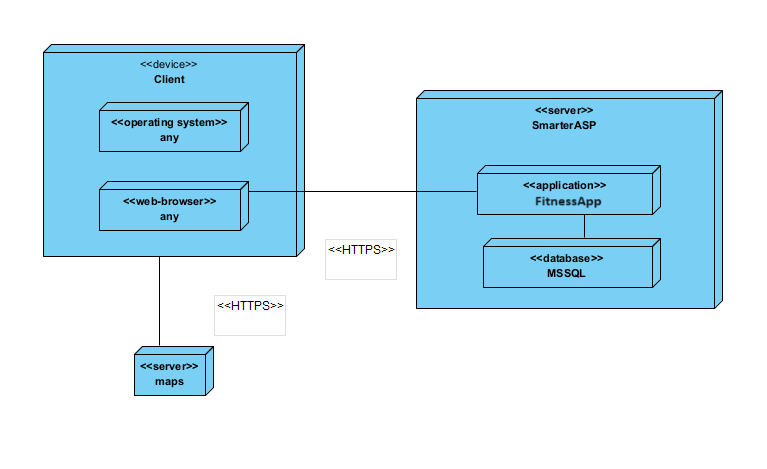 <<device>>
Client
<<operating system>>
any
<<web-browser>>
any
<<server>>
SmarterASP
<<application>>
FitnessApp
<<database>>
MSSQL
<<HTTPS>>
<<HTTPS>>
<<server>>
maps